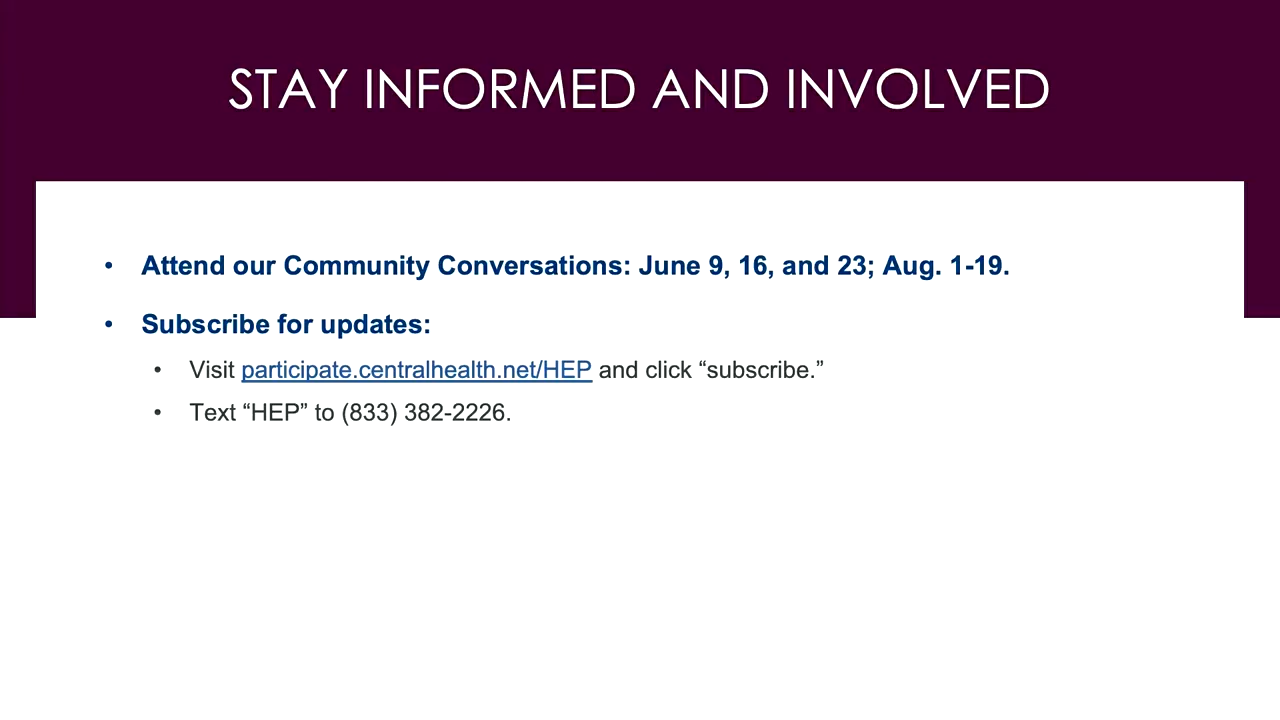 STAY INFORMED AND INVOLVED
• Attend our Community Conversations: June 9, 16, and 23; Aug. 1-19.
• Subscribe for updates:
• Visit participate.centralhealth.net/HEP and click “subscribe.”
• Text “HEP” to (833) 382-2226.